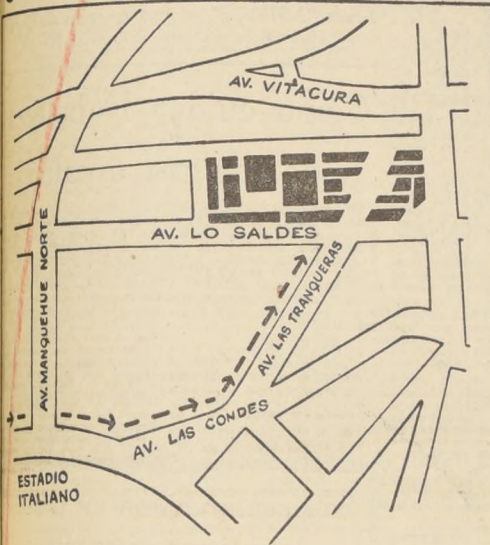 AV. VITACURA
AV. LO SALDES
AV. MANQUEHUE NORTE
AV. LAS TRANQUERAS
AV. LAS CONDES
ESTADIO
ITALIANO